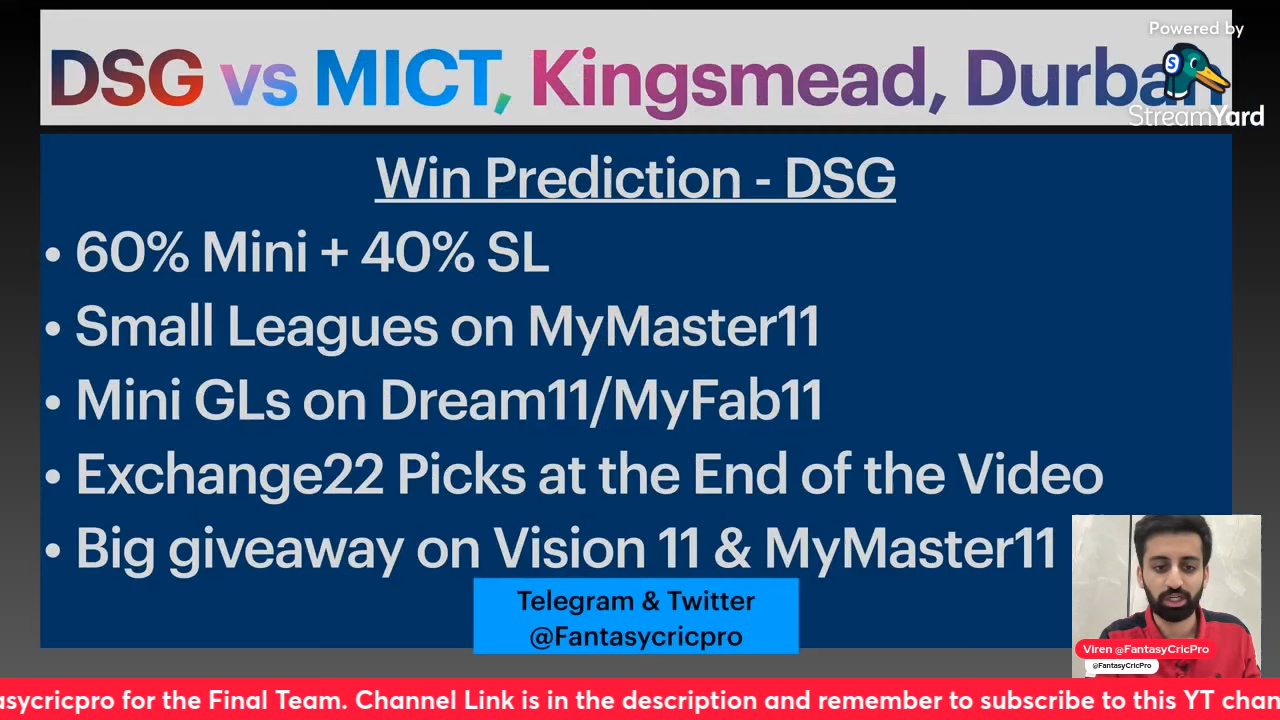 Powered by
StreamYard
DSG vs MICT, Kingsmead, Durban
Win Prediction - DSG
• 60% Mini + 40% SL
• Small Leagues on MyMaster11
• Mini GLs on Dream11/MyFab11
• Exchange22 Picks at the End of the Video
• Big giveaway on Vision 11 & MyMaster11
Telegram & Twitter
@Fantasycricpro
Viren @FantasyCricPro
@FantasyCricPro
asycricpro for the Final Team. Channel Link is in the description and remember to subscribe to this YT chan